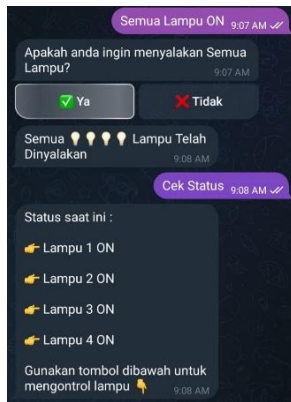 Semua Lampu ON 9:07 AM
Apakah anda ingin menyalakan Semua
Lampu?
9:07 AM
✅ Ya
❌ Tidak
Semua 💡💡💡💡 Lampu Telah
Dinyalakan 9:08 AM
Cek Status 9:08 AM
Status saat ini :
👉 Lampu 1 ON
👉 Lampu 2 ON
👉 Lampu 3 ON
👉 Lampu 4 ON
Gunakan tombol dibawah untuk
mengontrol lampu 👇 9:08 AM